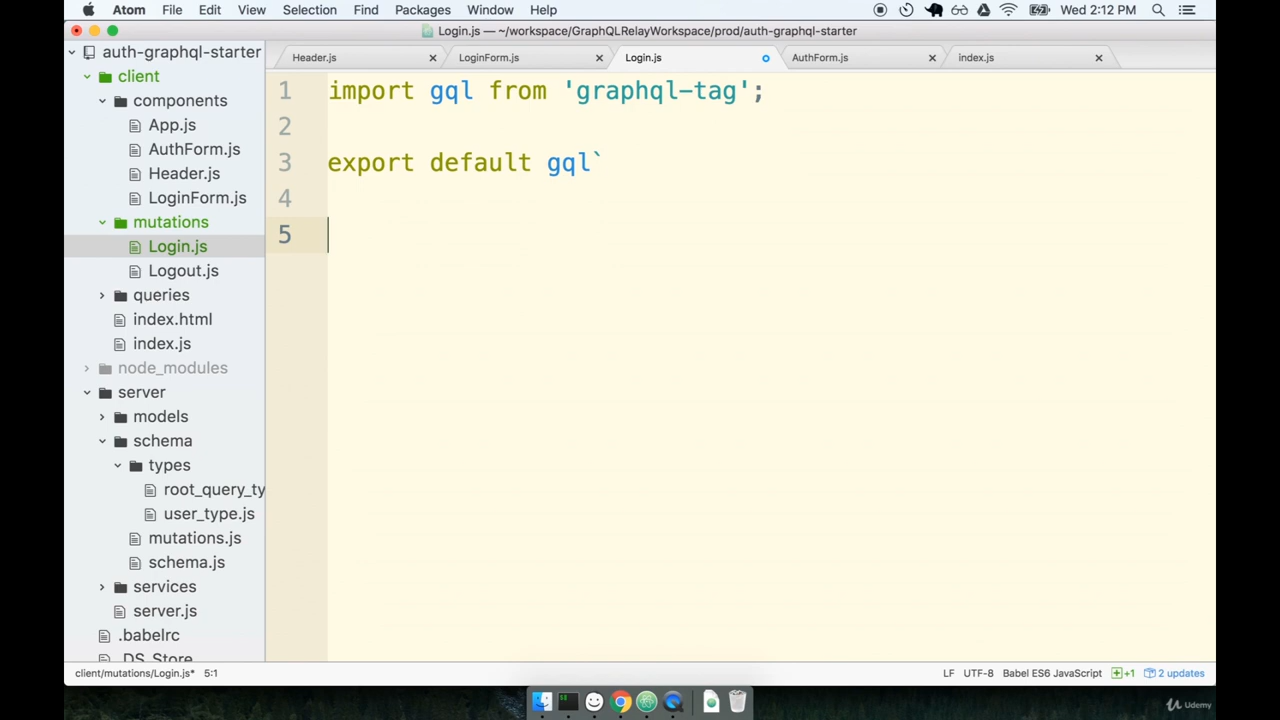 Atom File Edit View Selection Find Packages Window Help Wed 2:12 PM
Login.js — ~/workspace/GraphQLRelayWorkspace/prod/auth-graphql-starter
auth-graphql-starter
client
components
App.js
AuthForm.js
Header.js
LoginForm.js
mutations
Login.js
Logout.js
queries
index.html
index.js
node_modules
server
models
schema
types
root_query_ty
user_type.js
mutations.js
schema.js
services
server.js
.babelrc
.DS_Store
Header.js LoginForm.js Login.js AuthForm.js index.js
1 import gql from 'graphql-tag';
2
3 export default gql`
4
5
client/mutations/Login.js* 5:1 LF UTF-8 Babel ES6 JavaScript +1 2 updates
Udemy